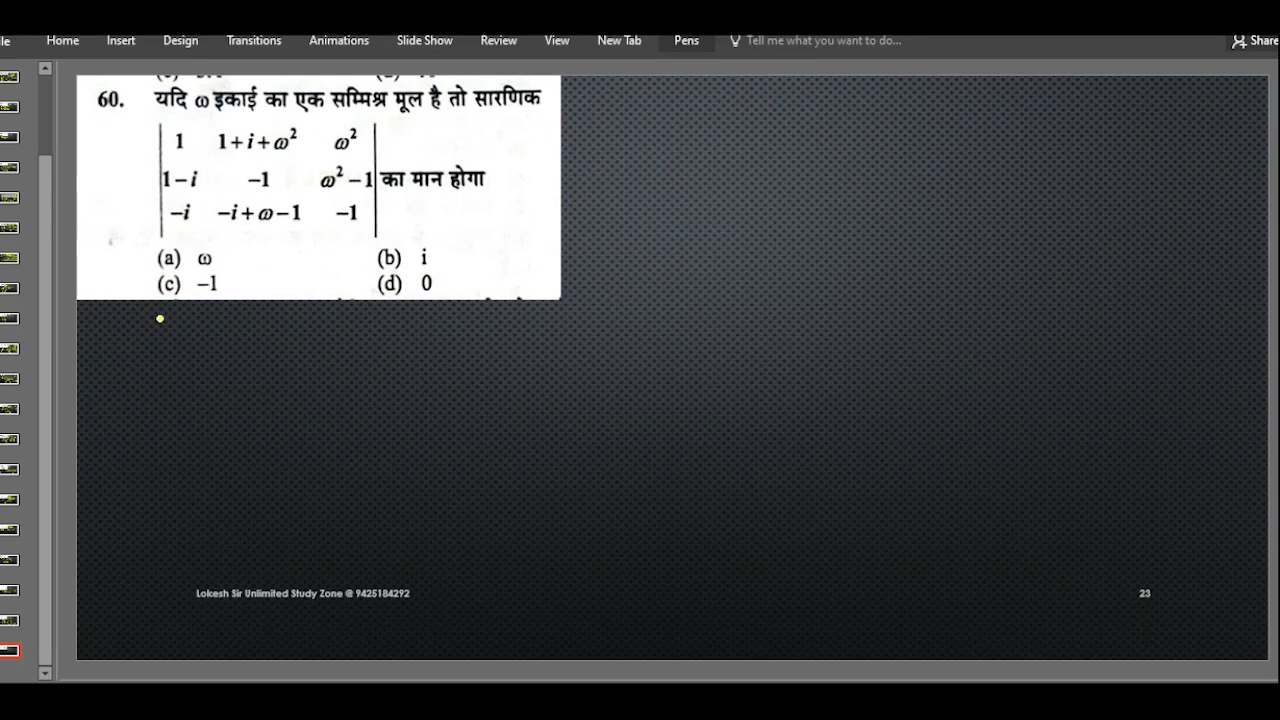 le Home Insert Design Transitions Animations Slide Show Review View New Tab Pens Tell me what you want to do... Share
60. यदि ω इकाई का एक सम्मिश्र मूल है तो सारणिक
1 1+i+ω² ω²
1−i −1 ω²−1 का मान होगा
−i −i+ω−1 −1
(a) ω (b) i
(c) −1 (d) 0
Lokesh Sir Unlimited Study Zone @ 9425184292 23